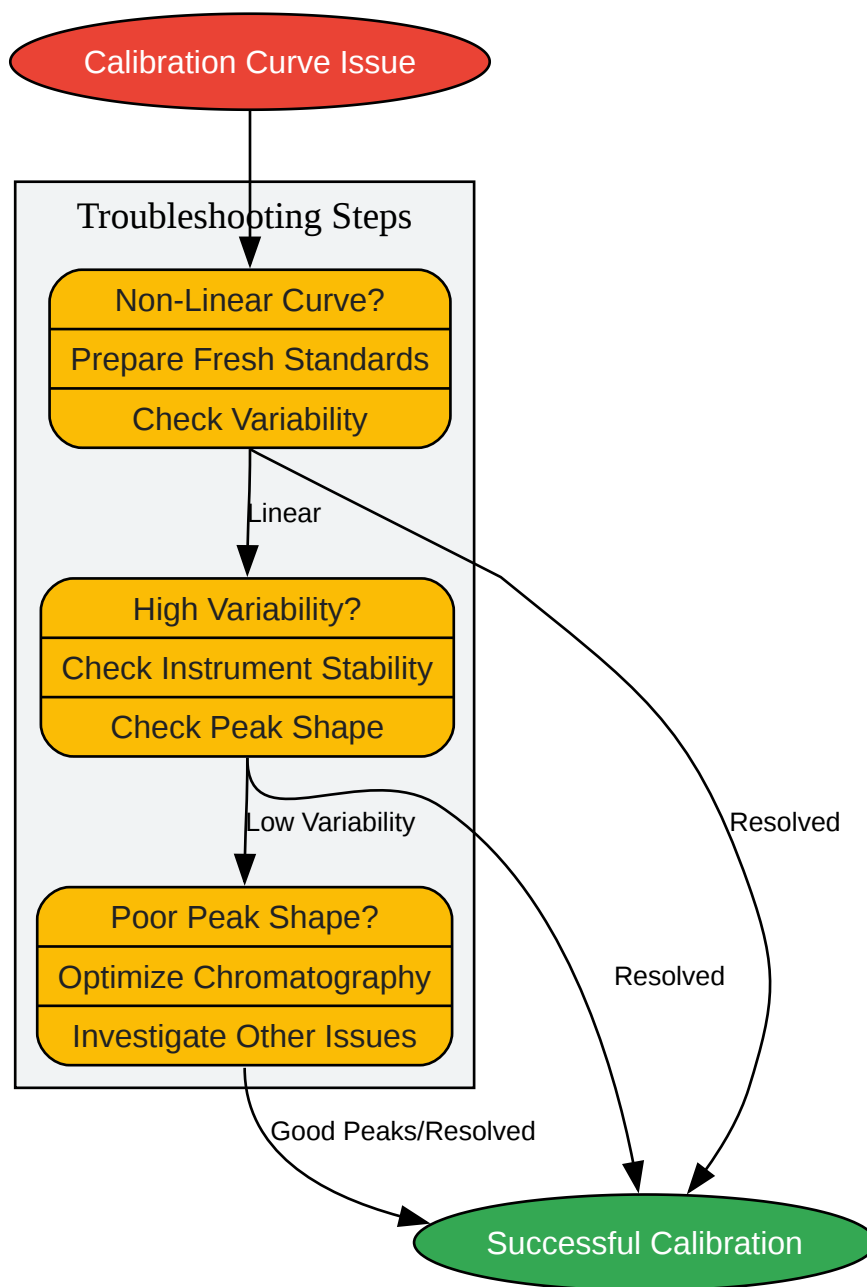 Calibration Curve Issue
Troubleshooting Steps
Non-Linear Curve?
Prepare Fresh Standards
Check Variability
Linear
High Variability?
Check Instrument Stability
Check Peak Shape
Low Variability
Resolved
Poor Peak Shape?
Optimize Chromatography
Investigate Other Issues
Resolved
Good Peaks/Resolved
Successful Calibration